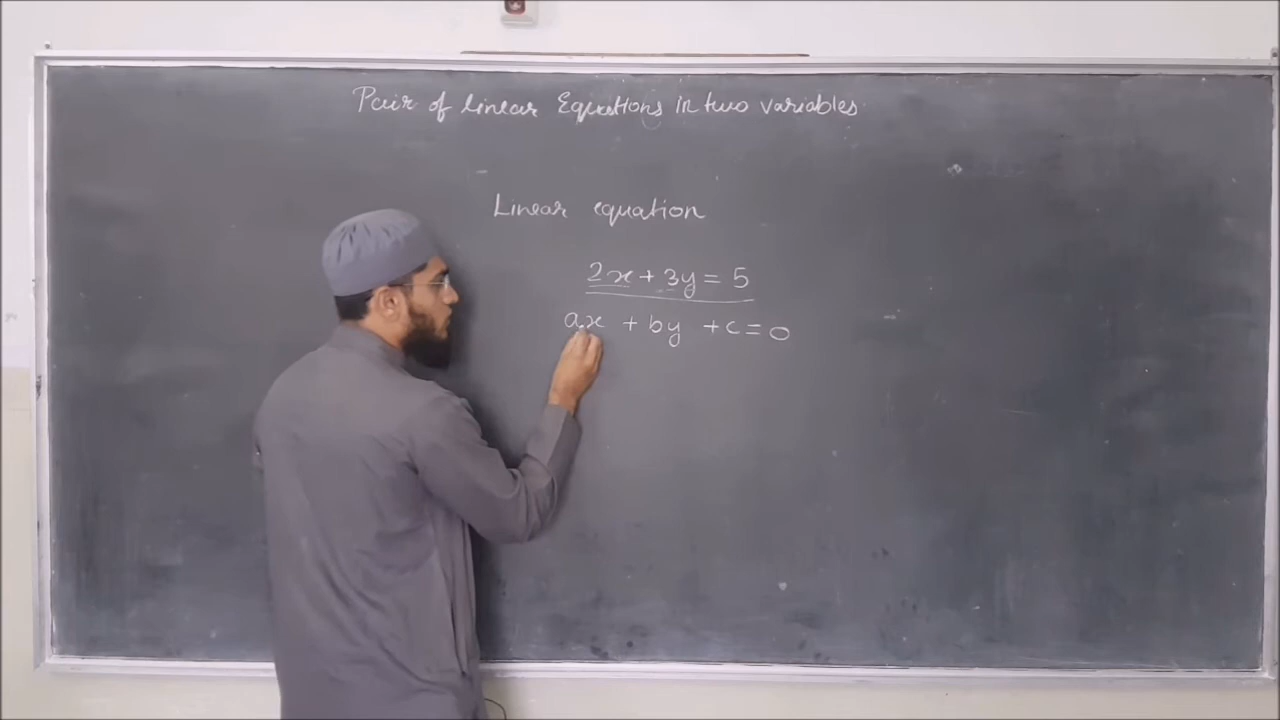 Pair of linear Equations in two variables
Linear equation
2x + 3y = 5
ax + by + c = 0